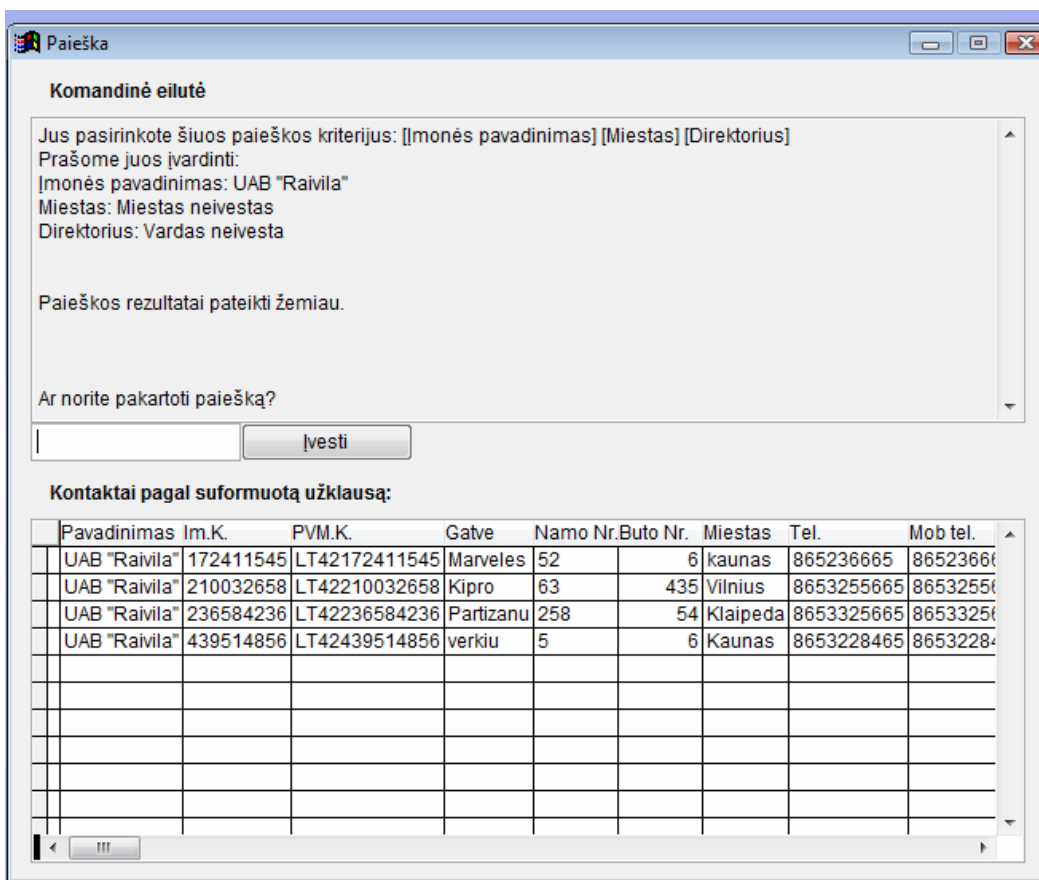 Paieška
Komandinė eilutė
Jus pasirinkote šiuos paieškos kriterijus: [Įmonės pavadinimas] [Miestas] [Direktorius]
Prašome juos įvardinti:
Įmonės pavadinimas: UAB "Raivila"
Miestas: Miestas neivestas
Direktorius: Vardas neivesta
Paieškos rezultatai pateikti žemiau.
Ar norite pakartoti paiešką?
Įvesti
Kontaktai pagal suformuotą užklausą:
Pavadinimas Im.K. PVM.K. Gatve Namo Nr. Buto Nr. Miestas Tel. Mob tel.
UAB "Raivila" 172411545 LT42172411545 Marveles 52 6 kaunas 865236665 86523666
UAB "Raivila" 210032658 LT42210032658 Kipro 63 435 Vilnius 8653255665 86532556
UAB "Raivila" 236584236 LT42236584236 Partizanu 258 54 Klaipeda 8653325665 86533256
UAB "Raivila" 439514856 LT42439514856 verkiu 5 6 Kaunas 8653228465 8653228